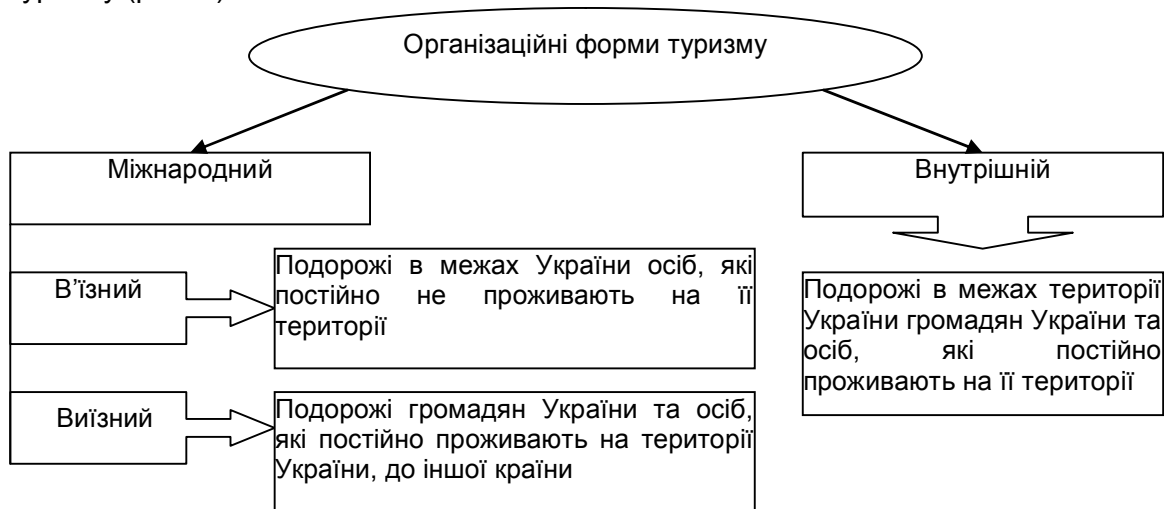 Організаційні форми туризму
Міжнародний
Внутрішній
В’їзний
Подорожі в межах України осіб, які
постійно не проживають на її
території
Подорожі в межах території
України громадян України та
осіб, які постійно
проживають на її території
Виїзний
Подорожі громадян України та осіб,
які постійно проживають на території
України, до іншої країни